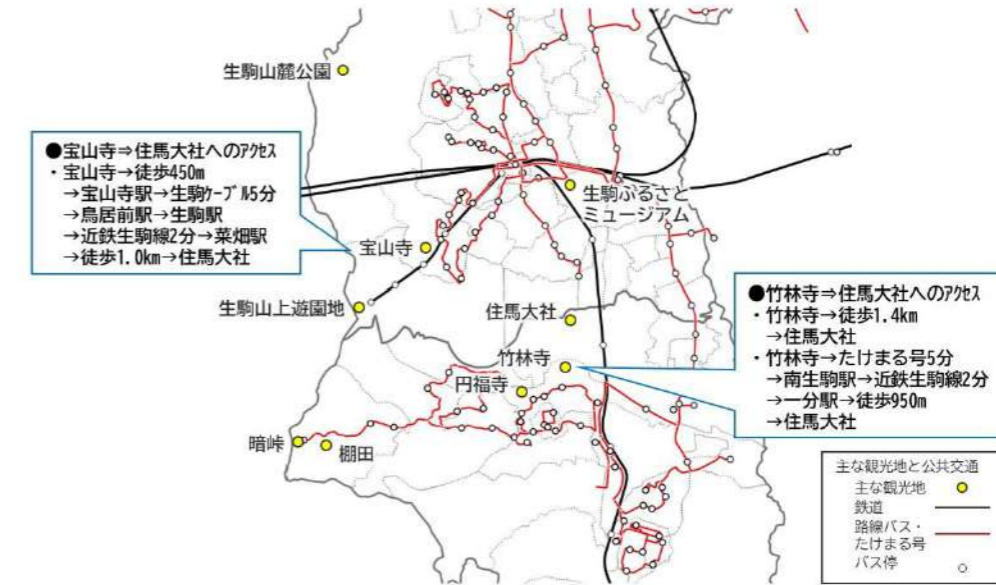 生駒山麓公園
●宝山寺⇒住馬大社へのｱｸｾｽ
・宝山寺→徒歩450m
→宝山寺駅→生駒ｹｰﾌﾞﾙ5分
→鳥居前駅→生駒駅
→近鉄生駒線2分→菜畑駅
→徒歩1.0km→住馬大社
生駒ふるさと
ミュージアム
宝山寺
生駒山上遊園地
住馬大社
●竹林寺⇒住馬大社へのｱｸｾｽ
・竹林寺→徒歩1.4km
→住馬大社
・竹林寺→たけまる号5分
→南生駒駅→近鉄生駒線2分
→一分駅→徒歩950m
→住馬大社
竹林寺
円福寺
暗峠
棚田
主な観光地と公共交通
主な観光地
鉄道
路線バス・
たけまる号
バス停